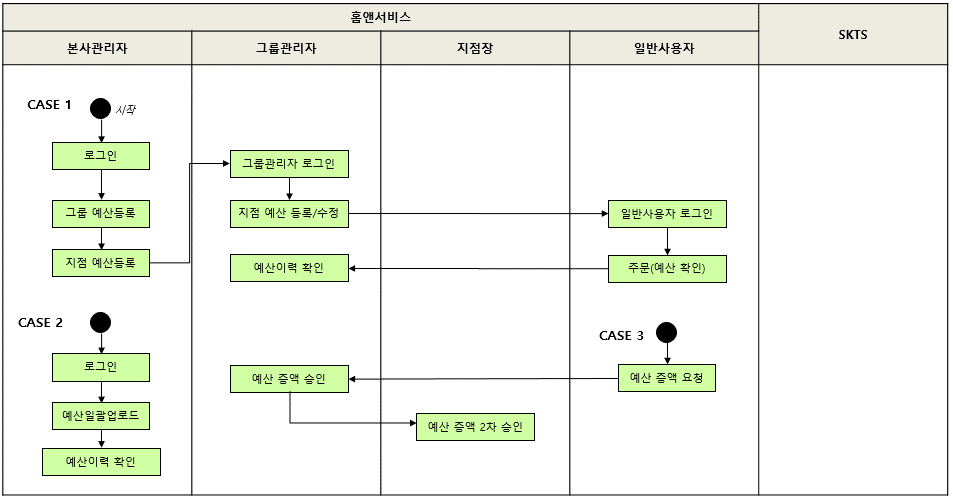 홈앤서비스
SKTS
본사관리자
그룹관리자
지점장
일반사용자
CASE 1
시작
로그인
그룹 예산등록
지점 예산등록
그룹관리자 로그인
지점 예산 등록/수정
일반사용자 로그인
예산이력 확인
주문(예산 확인)
CASE 2
로그인
예산일괄업로드
예산이력 확인
CASE 3
예산 증액 요청
예산 증액 승인
예산 증액 2차 승인